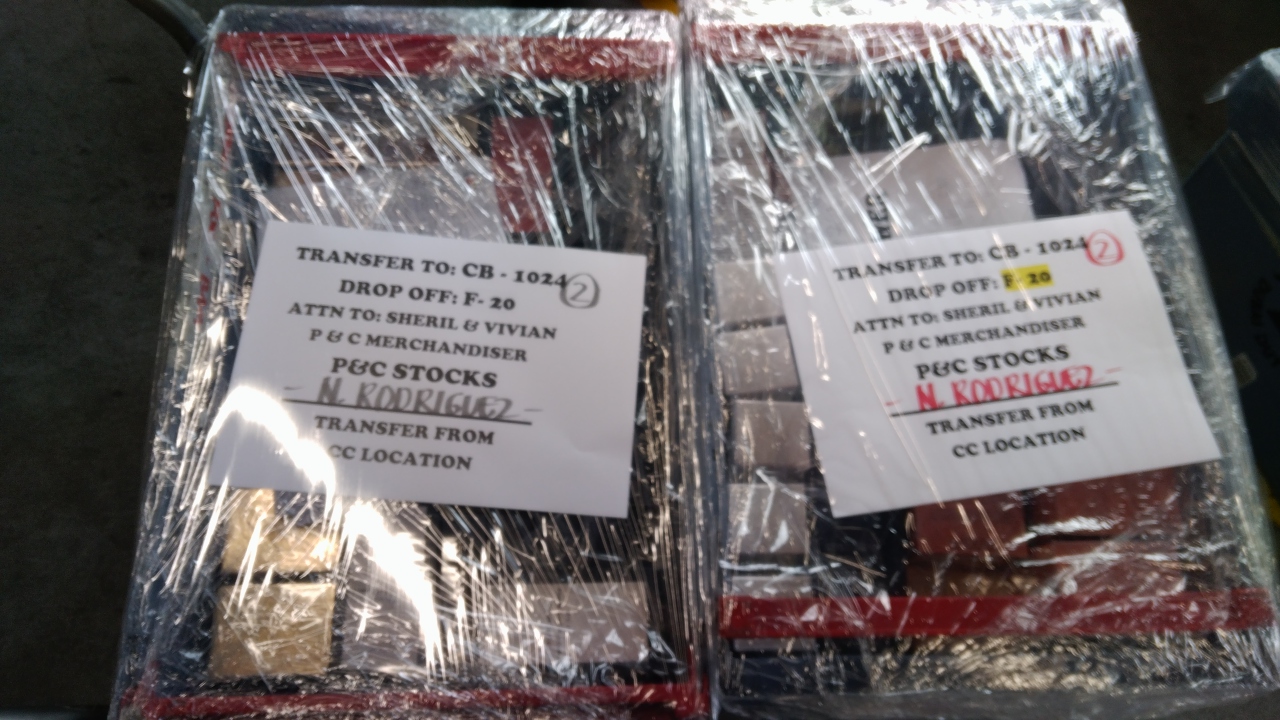 TRANSFER TO: CB - 1024 2
DROP OFF: F- 20
ATTN TO: SHERIL & VIVIAN
P & C MERCHANDISER
P&C STOCKS
- N. RODRIGUEZ -
TRANSFER FROM
CC LOCATION
TRANSFER TO: CB - 1024 2
DROP OFF: F- 20
ATTN TO: SHERIL & VIVIAN
P & C MERCHANDISER
P&C STOCKS
- N. RODRIGUEZ -
TRANSFER FROM
CC LOCATION